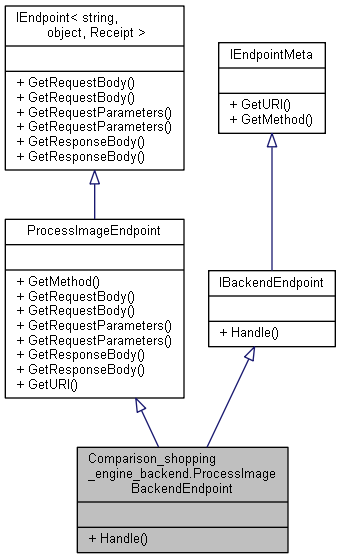 IEndpoint< string,
object, Receipt >
+ GetRequestBody()
+ GetRequestBody()
+ GetRequestParameters()
+ GetRequestParameters()
+ GetResponseBody()
+ GetResponseBody()
IEndpointMeta
+ GetURI()
+ GetMethod()
ProcessImageEndpoint
+ GetMethod()
+ GetRequestBody()
+ GetRequestBody()
+ GetRequestParameters()
+ GetRequestParameters()
+ GetResponseBody()
+ GetResponseBody()
+ GetURI()
IBackendEndpoint
+ Handle()
Comparison_shopping
_engine_backend.ProcessImage
BackendEndpoint
+ Handle()